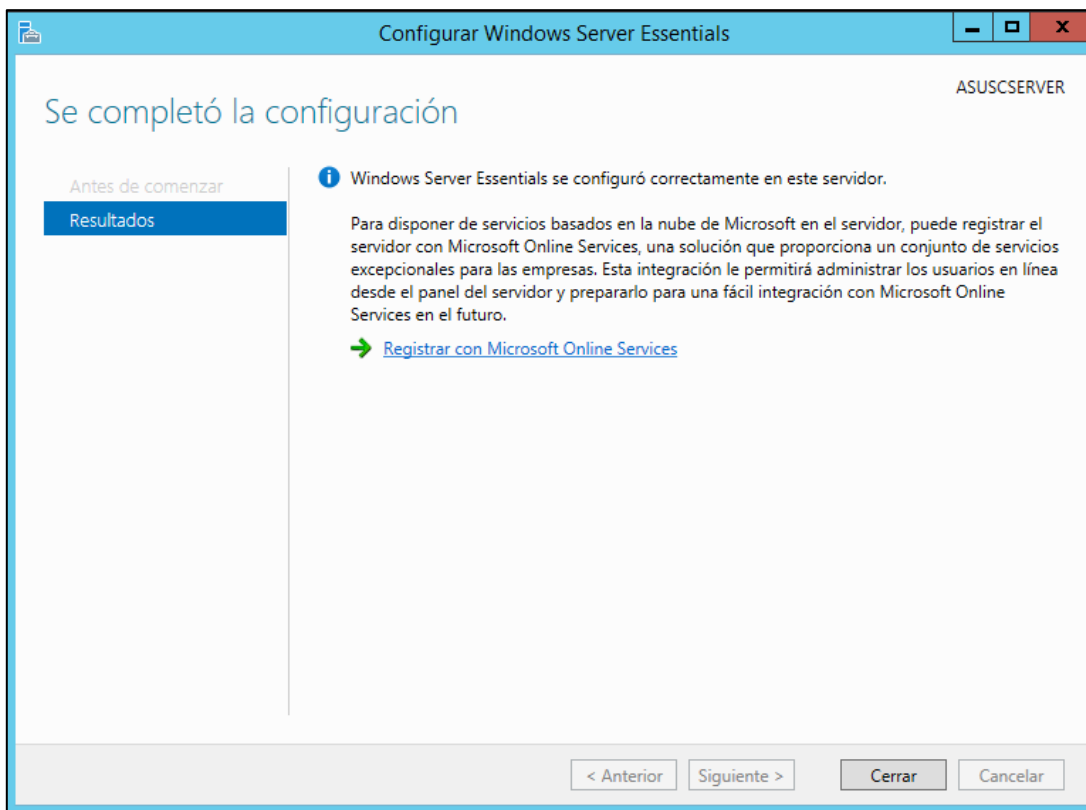 Configurar Windows Server Essentials
ASUSCSERVER
Se completó la configuración
Antes de comenzar
Resultados
Windows Server Essentials se configuró correctamente en este servidor.
Para disponer de servicios basados en la nube de Microsoft en el servidor, puede registrar el
servidor con Microsoft Online Services, una solución que proporciona un conjunto de servicios
excepcionales para las empresas. Esta integración le permitirá administrar los usuarios en línea
desde el panel del servidor y prepararlo para una fácil integración con Microsoft Online
Services en el futuro.
Registrar con Microsoft Online Services
< Anterior
Siguiente >
Cerrar
Cancelar